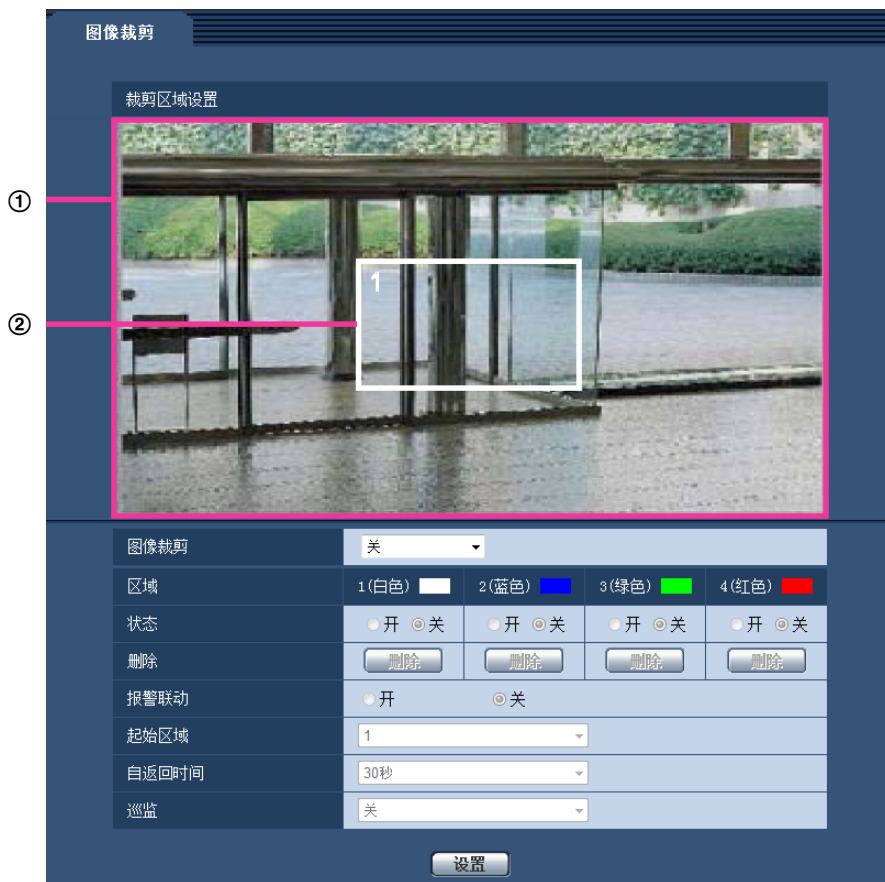 图像裁剪
裁剪区域设置
①
1
②
图像裁剪 关
区域 1(白色) 2(蓝色) 3(绿色) 4(红色)
状态 开 关 开 关 开 关 开 关
删除 删除 删除 删除 删除
报警联动 开 关
起始区域 1
自返回时间 30秒
巡监 关
设置